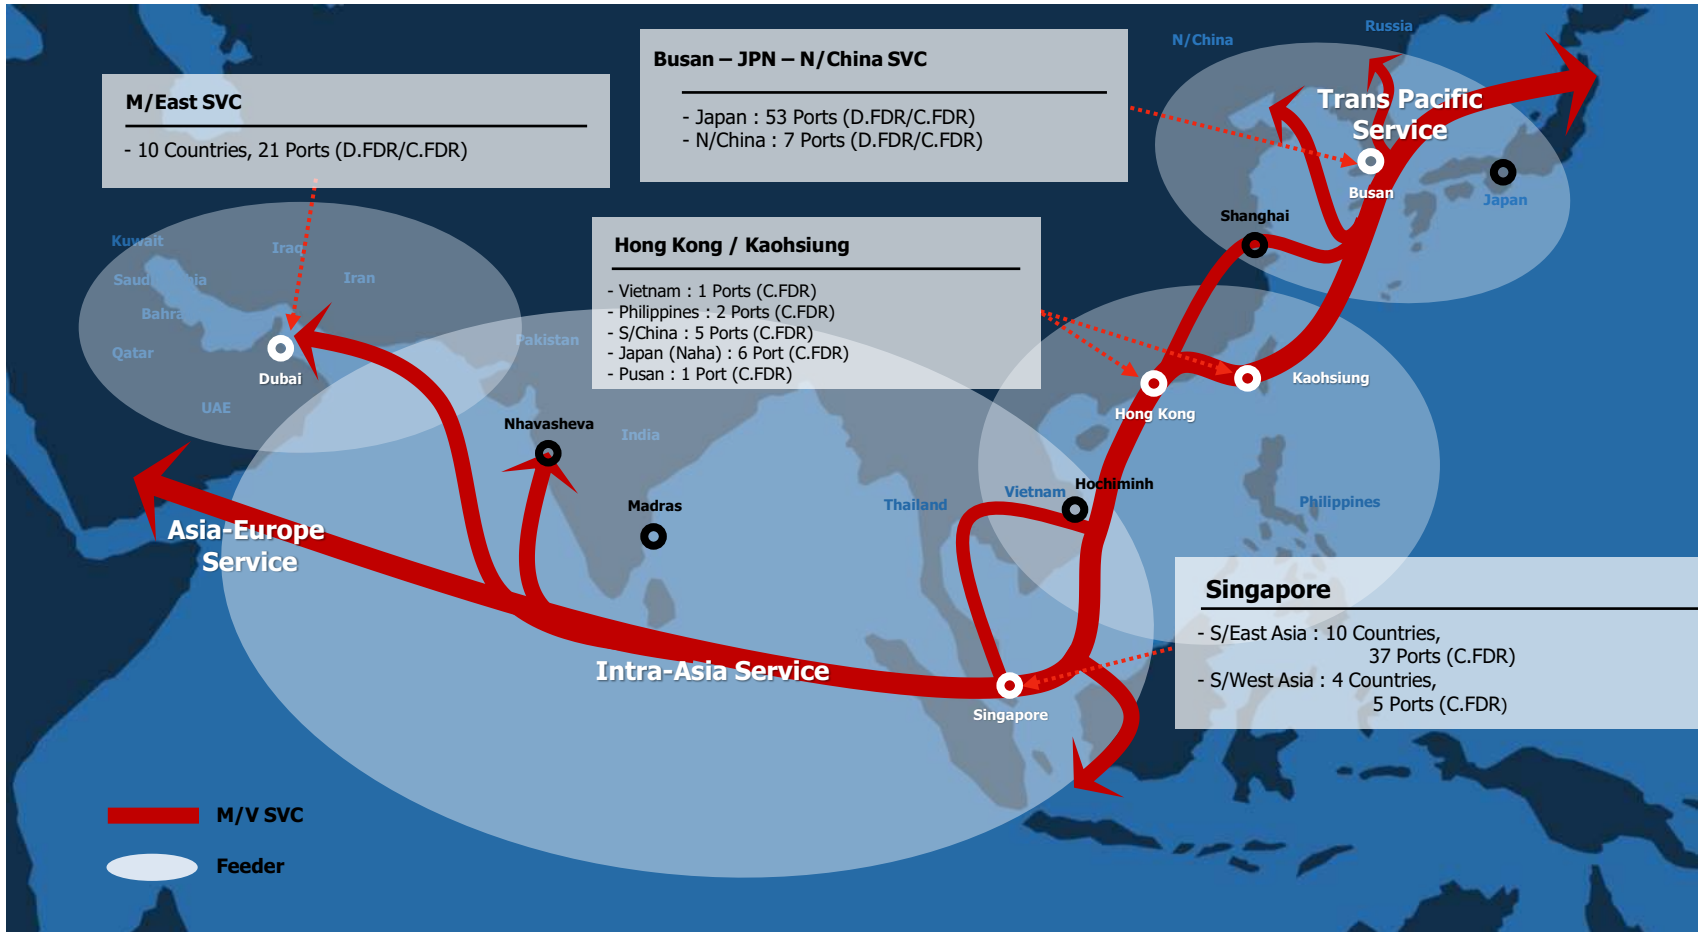 M/East SVC
- 10 Countries, 21 Ports (D.FDR/C.FDR)
Busan – JPN – N/China SVC
- Japan : 53 Ports (D.FDR/C.FDR)
- N/China : 7 Ports (D.FDR/C.FDR)
Hong Kong / Kaohsiung
- Vietnam : 1 Ports (C.FDR)
- Philippines : 2 Ports (C.FDR)
- S/China : 5 Ports (C.FDR)
- Japan (Naha) : 6 Port (C.FDR)
- Pusan : 1 Port (C.FDR)
Singapore
- S/East Asia : 10 Countries,
37 Ports (C.FDR)
- S/West Asia : 4 Countries,
5 Ports (C.FDR)
N/China
Russia
Trans Pacific
Service
Busan
Japan
Shanghai
Kuwait
Iraq
Iran
Bahra
Qatar
Dubai
UAE
Pakistan
Nhavasheva
India
Madras
Thailand
Vietnam
Hochiminh
Hong Kong
Kaohsiung
Philippines
Asia-Europe
Service
Intra-Asia Service
Singapore
M/V SVC
Feeder